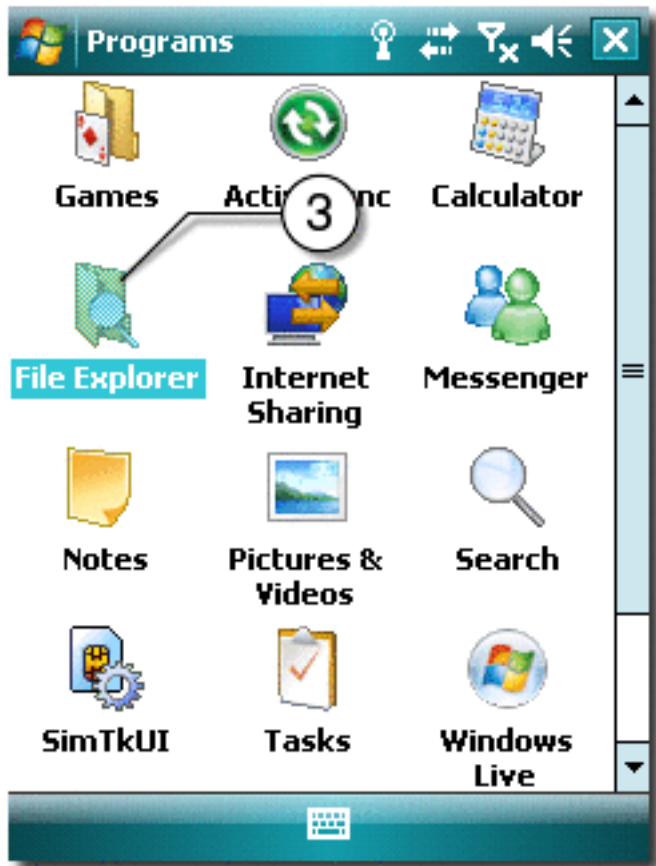 Programs
Games
Calculator
3
File Explorer
Internet
Sharing
Messenger
Notes
Pictures &
Videos
Search
SimTkUI
Tasks
Windows
Live